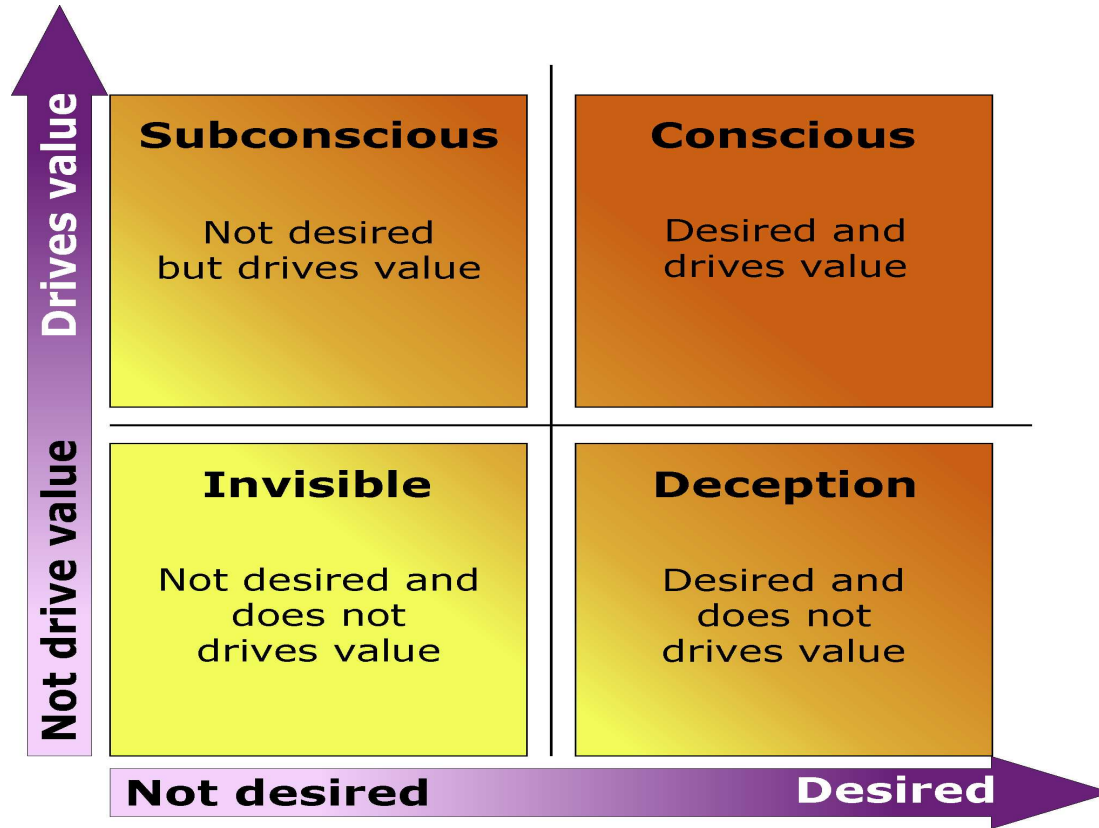 Drives value
Not drive value
Subconscious
Not desired
but drives value
Conscious
Desired and
drives value
Invisible
Not desired and
does not
drives value
Deception
Desired and
does not
drives value
Not desired
Desired